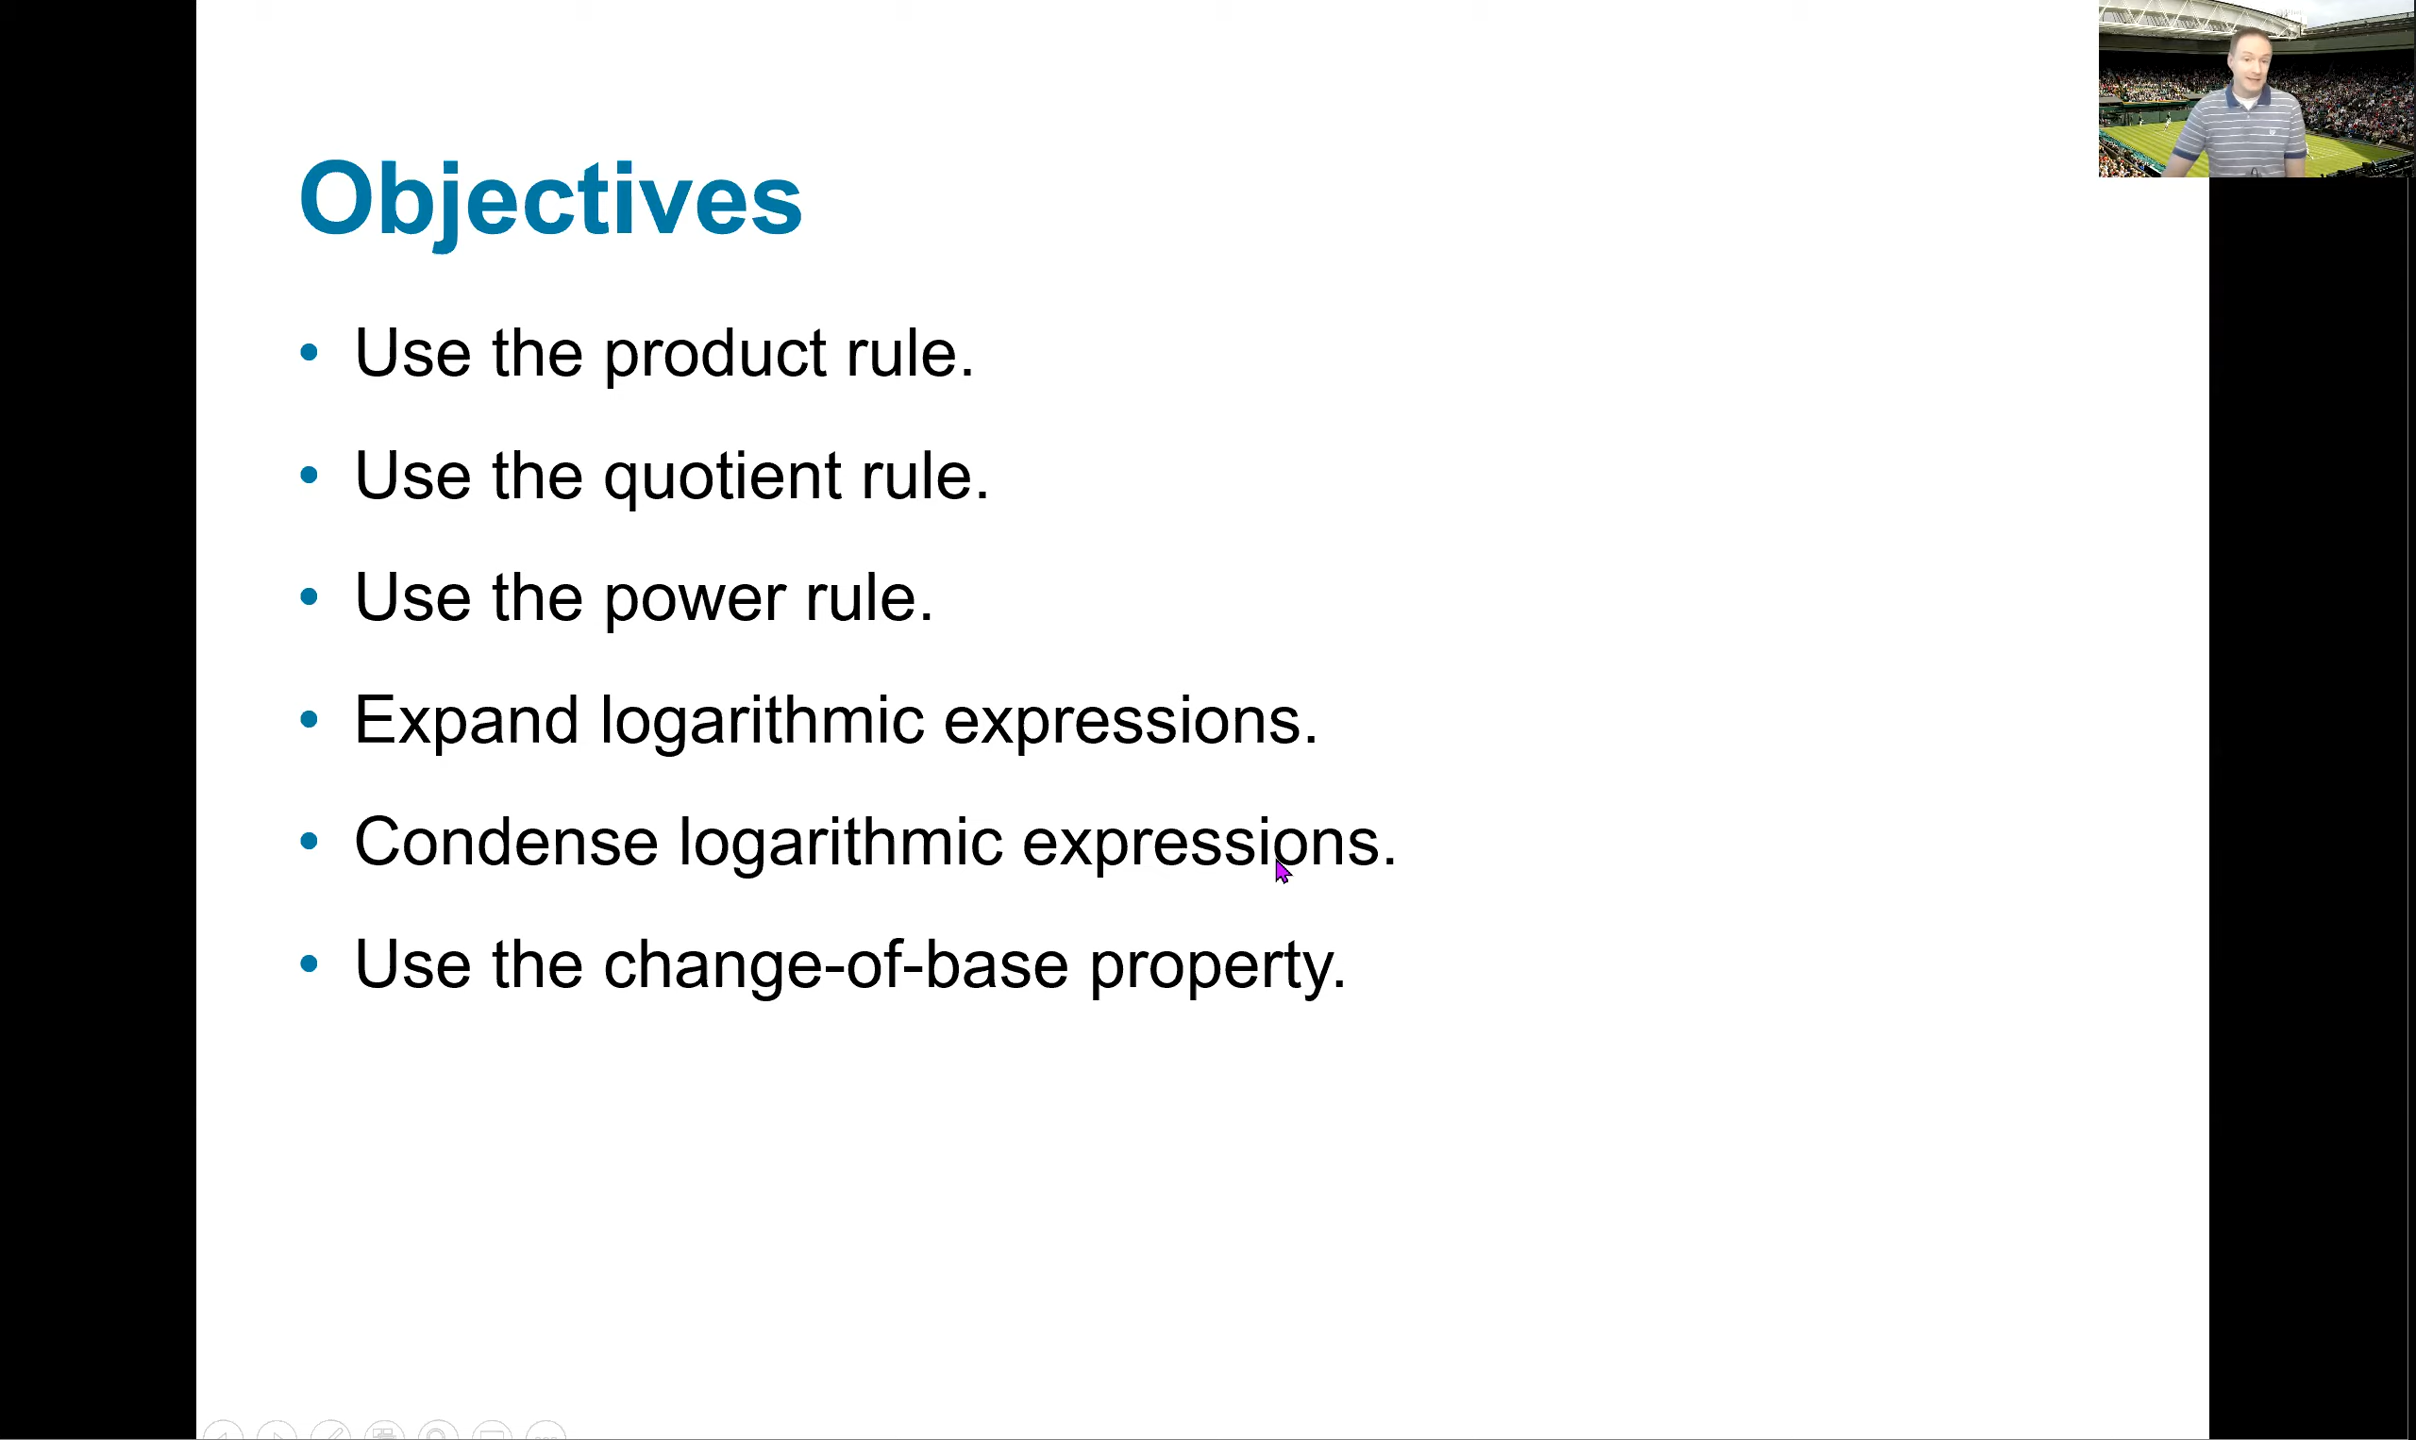 Objectives
• Use the product rule.
• Use the quotient rule.
• Use the power rule.
• Expand logarithmic expressions.
• Condense logarithmic expressions.
• Use the change-of-base property.